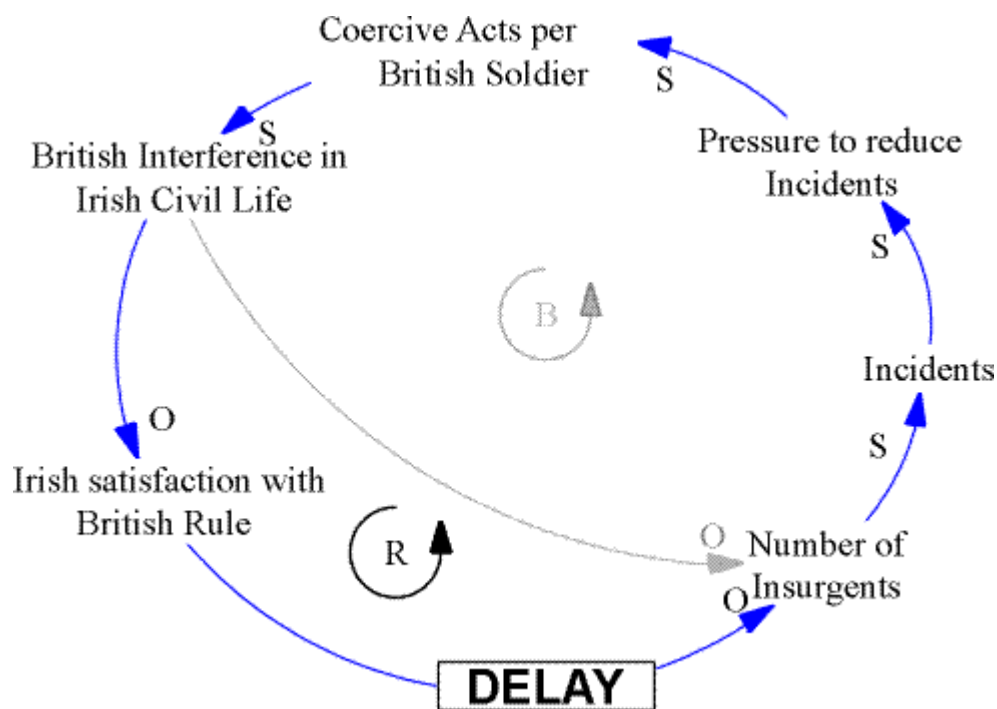 Coercive Acts per
British Soldier
S
S
British Interference in
Irish Civil Life
Pressure to reduce
Incidents
S
B
Incidents
O
S
Irish satisfaction with
British Rule
R
O
Number of
Insurgents
O
DELAY